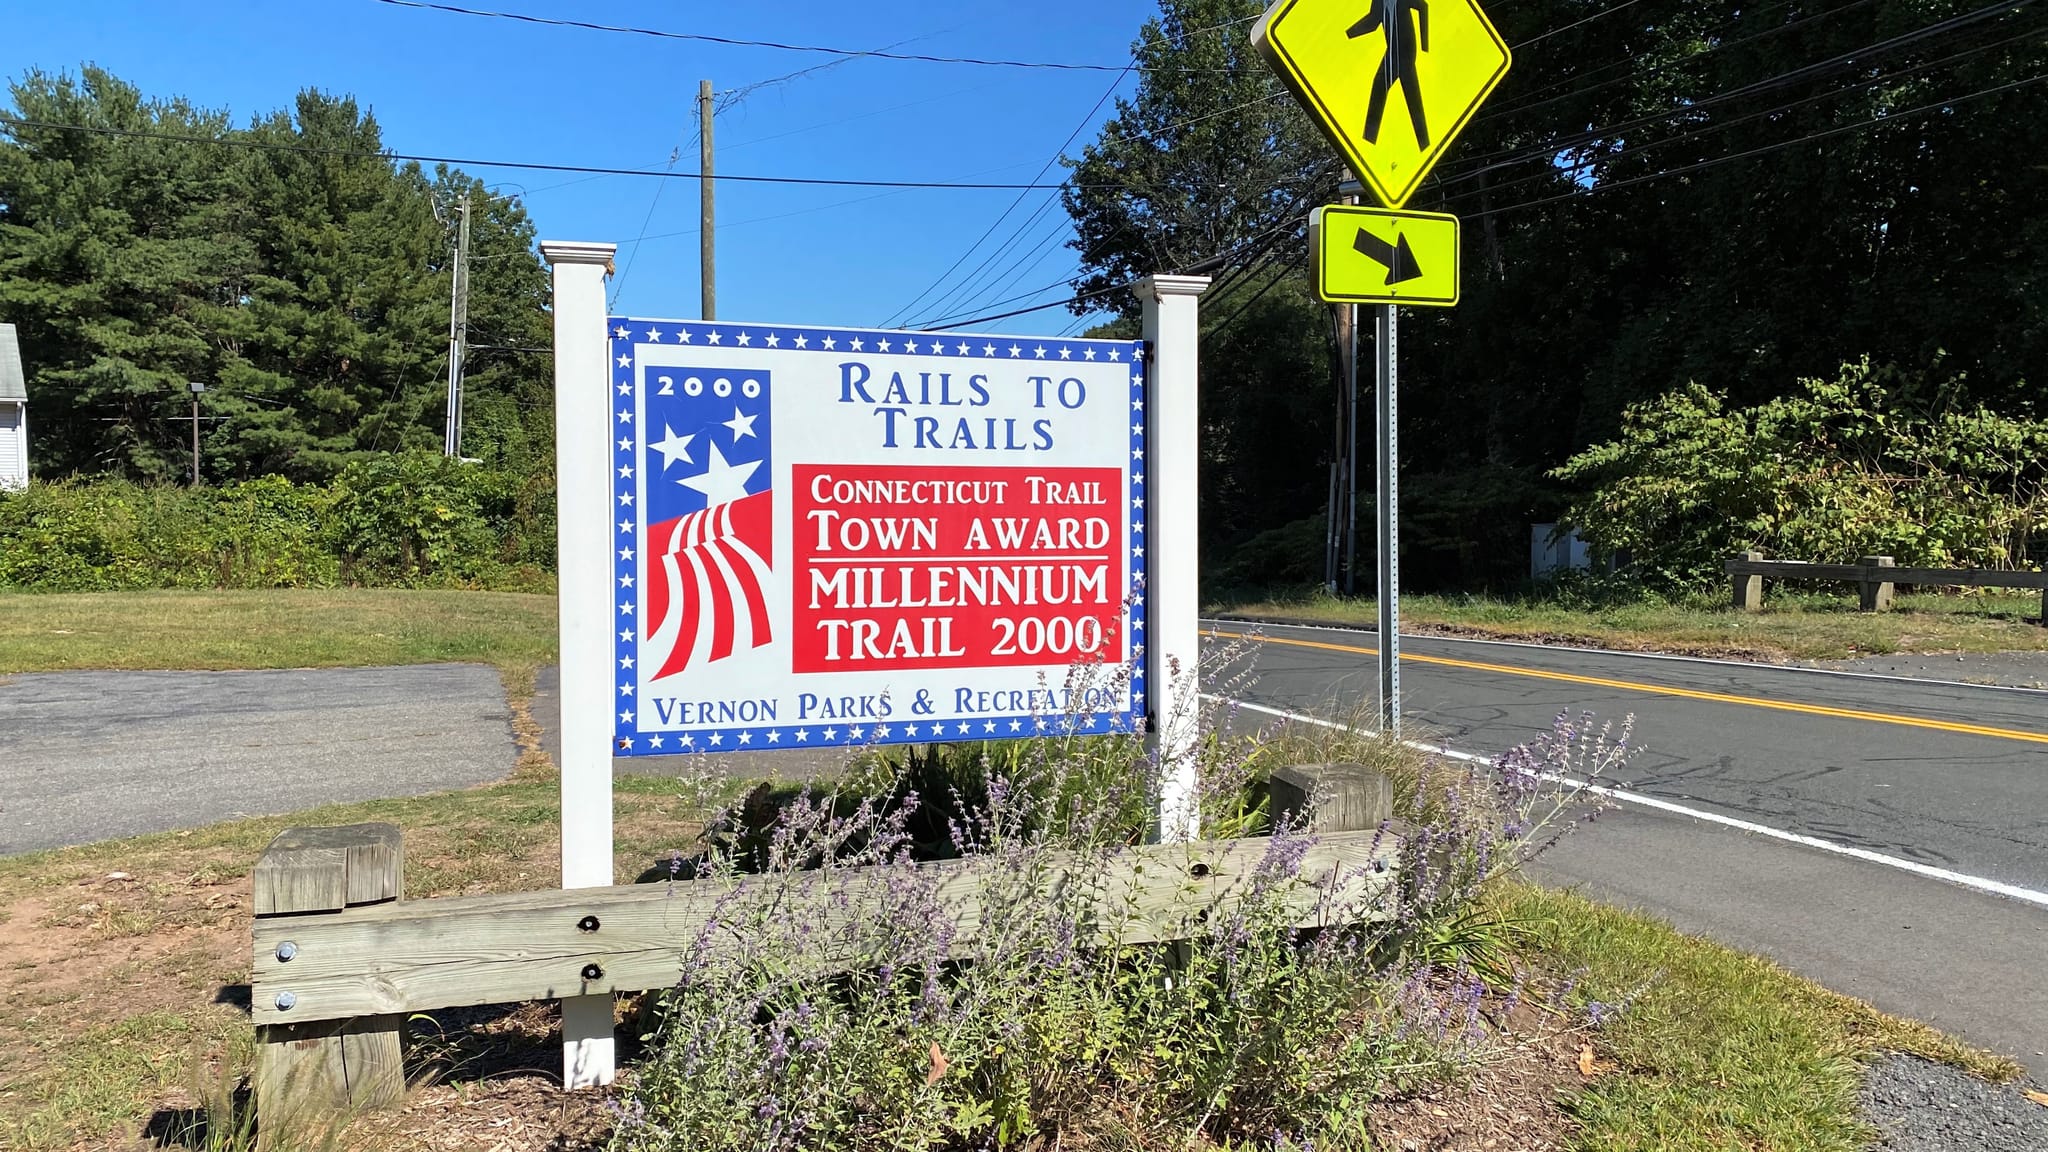 2000
RAILS TO
TRAILS
CONNECTICUT TRAIL
TOWN AWARD
MILLENNIUM
TRAIL 2000
VERNON PARKS & RECREATION